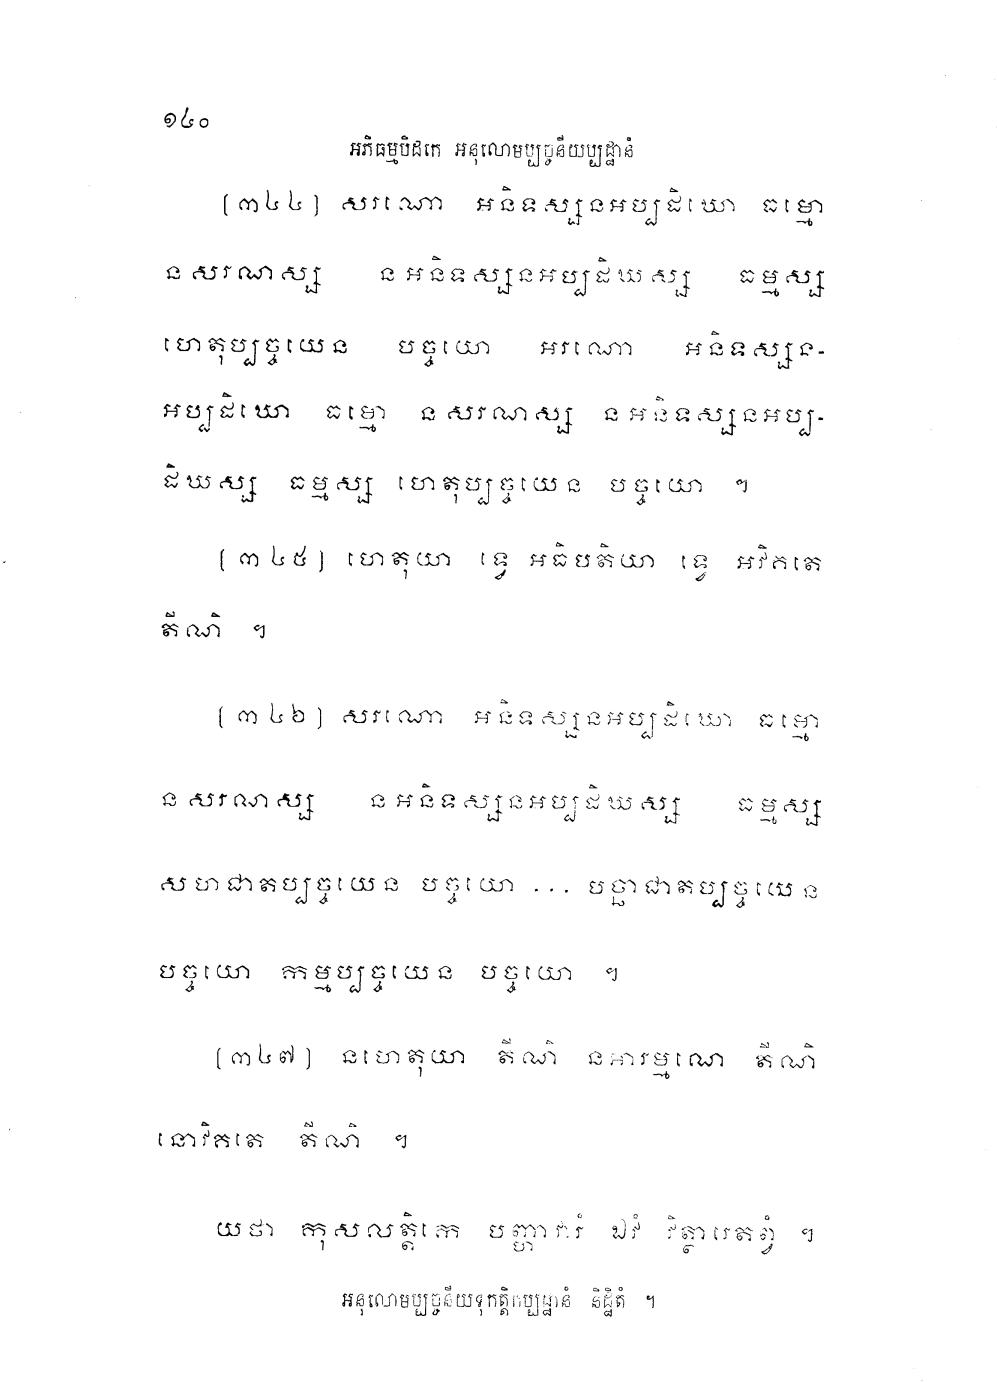 ១៤០
អភិធម្មបិដកេ អនុលោមប្បច្ចនីយប្បដ្ឋានំ
[៣៤៤] សរណោ អនិទស្សនអប្បដិឃោ ធម្មោ
នសរណស្ស នអនិទស្សនអប្បដិឃស្ស ធម្មស្ស
ហេតុប្បច្ចយេន បច្ចយោ អរណោ អនិទស្សន-
អប្បដិឃោ ធម្មោ នសរណស្ស នអនិទស្សនអប្ប-
ដិឃស្ស ធម្មស្ស ហេតុប្បច្ចយេន បច្ចយោ ។
[៣៤៥] ហេតុយា ទ្វេ អធិបតិយា ទ្វេ អវិគតេ
តីណិ ។
[៣៤៦] សរណោ អនិទស្សនអប្បដិឃោ ធម្មោ
នសរណស្ស នអនិទស្សនអប្បដិឃស្ស ធម្មស្ស
សហជាតប្បច្ចយេន បច្ចយោ ... បច្ឆាជាតប្បច្ចយេន
បច្ចយោ កម្មប្បច្ចយេន បច្ចយោ ។
[៣៤៧] នហេតុយា តីណិ នអារម្មណេ តីណិ
នោវិគតេ តីណិ ។
យថា កុសលត្តិកេ បញ្ហាវារំ ឯវំ វិត្ថារេតព្វំ ។
អនុលោមប្បច្ចនីយទុកត្តិកប្បដ្ឋានំ និដ្ឋិតំ ។